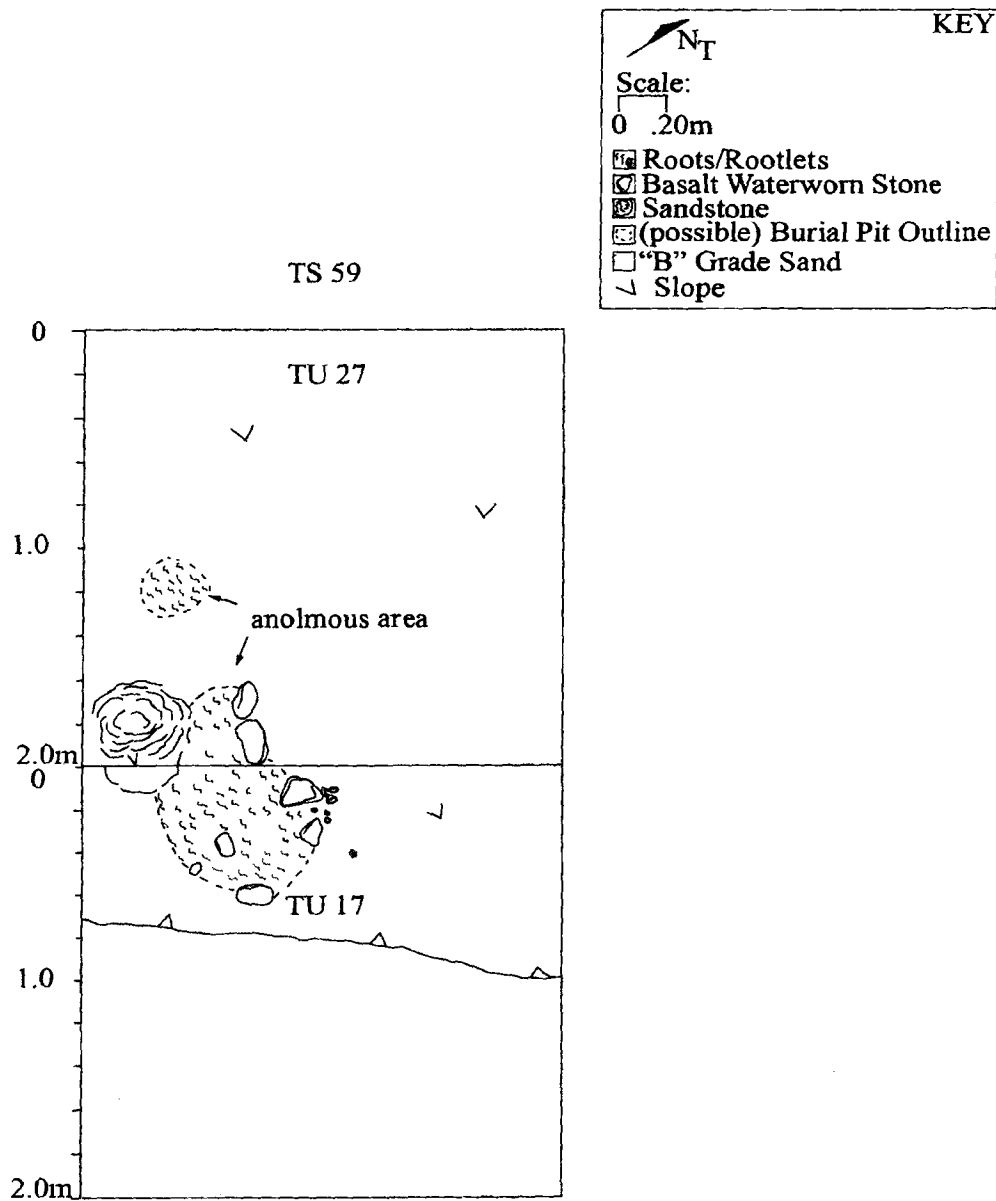 KEY
NT
Scale:
0 .20m
Roots/Rootlets
Basalt Waterworn Stone
Sandstone
(possible) Burial Pit Outline
"B" Grade Sand
Slope
TS 59
0
TU 27
1.0
anolmous area
2.0m
0
TU 17
1.0
2.0m